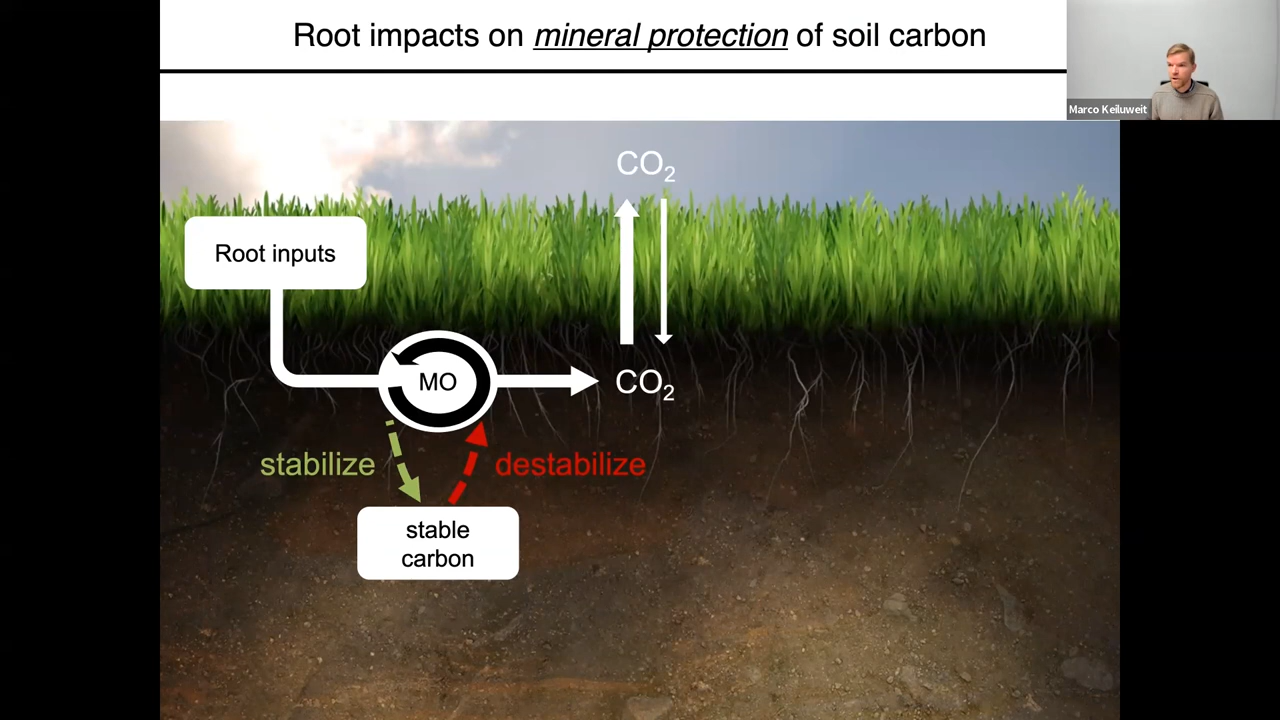 Root impacts on mineral protection of soil carbon
Marco Keiluweit
CO₂
Root inputs
MO
CO₂
stabilize
destabilize
stable
carbon